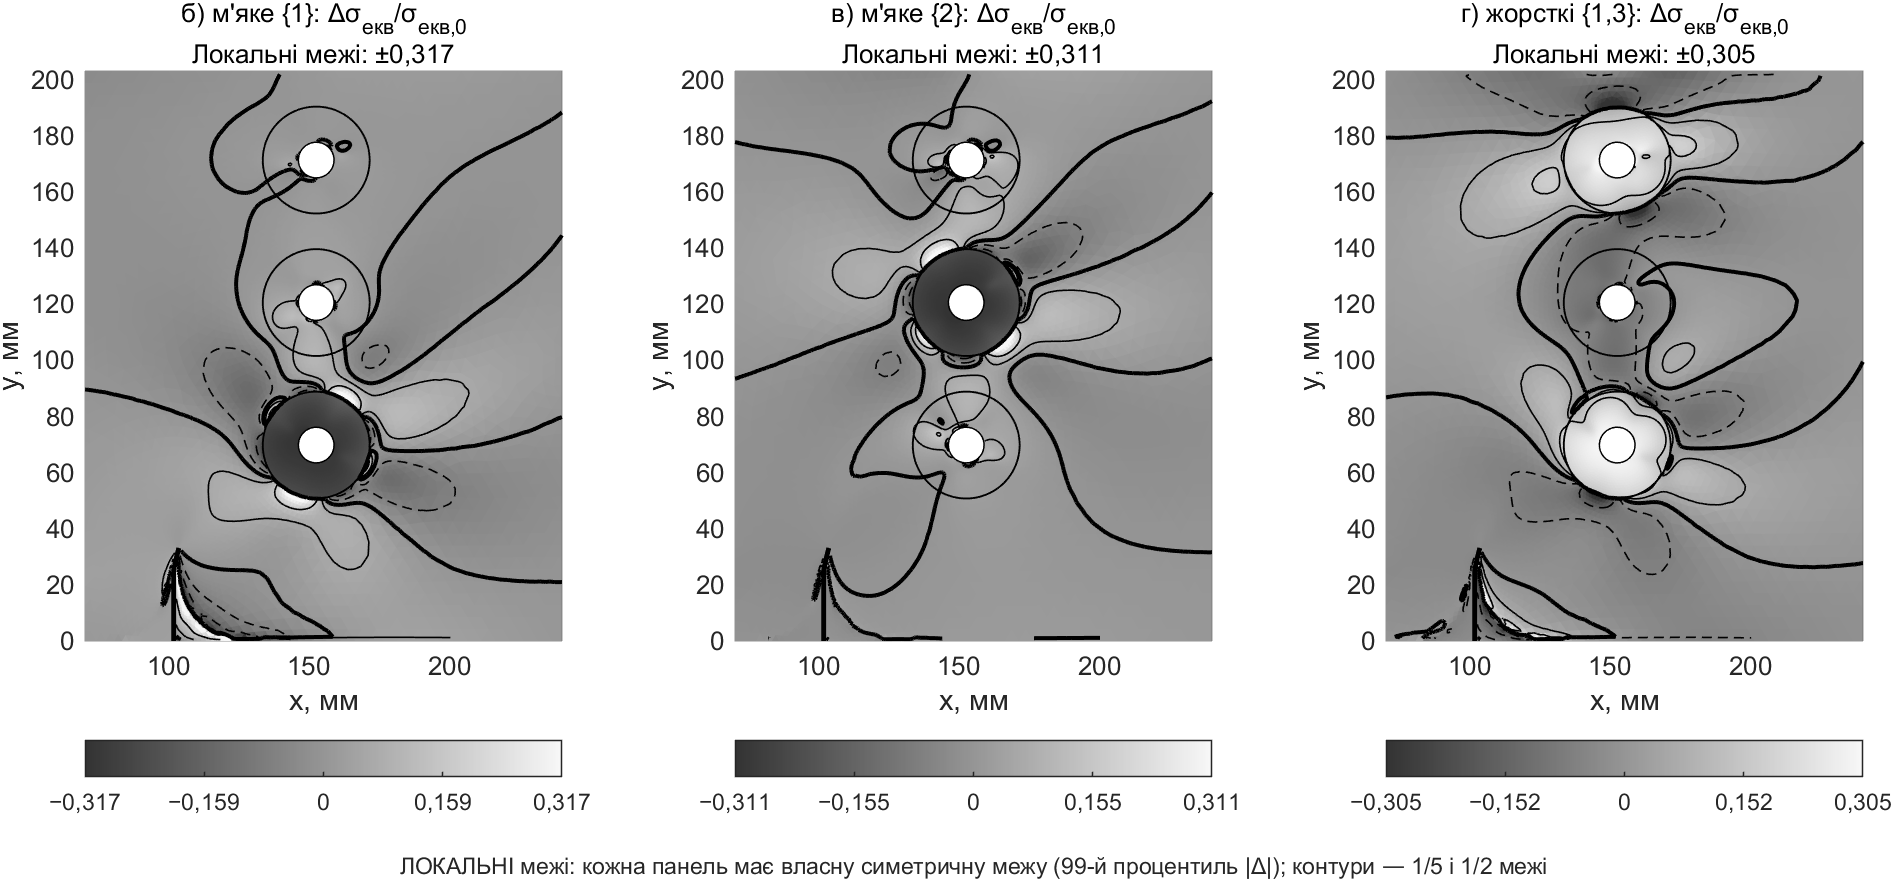 б) м'яке {1}: Δσекв/σекв,0
Локальні межі: ±0,317
в) м'яке {2}: Δσекв/σекв,0
Локальні межі: ±0,311
г) жорсткі {1,3}: Δσекв/σекв,0
Локальні межі: ±0,305
200
180
160
140
120
100
80
60
40
20
0
y, мм
100 150 200
x, мм
200
180
160
140
120
100
80
60
40
20
0
y, мм
100 150 200
x, мм
200
180
160
140
120
100
80
60
40
20
0
y, мм
100 150 200
x, мм
−0,317 −0,159 0 0,159 0,317
−0,311 −0,155 0 0,155 0,311
−0,305 −0,152 0 0,152 0,305
ЛОКАЛЬНІ межі: кожна панель має власну симетричну межу (99-й процентиль |Δ|); контури — 1/5 і 1/2 межі